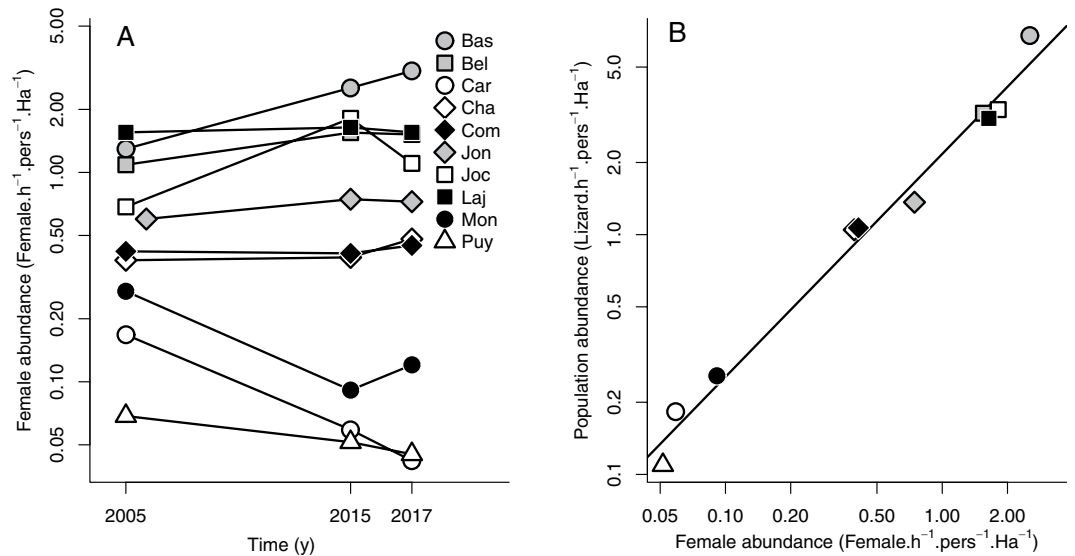 A
Female abundance (Female.h⁻¹.pers⁻¹.Ha⁻¹)
5.00
2.00
1.00
0.50
0.20
0.10
0.05
2005
2015
2017
Time (y)
Bas
Bel
Car
Cha
Com
Jon
Joc
Laj
Mon
Puy
B
Population abundance (Lizard.h⁻¹.pers⁻¹.Ha⁻¹)
5.0
2.0
1.0
0.5
0.2
0.1
0.05
0.10
0.20
0.50
1.00
2.00
Female abundance (Female.h⁻¹.pers⁻¹.Ha⁻¹)